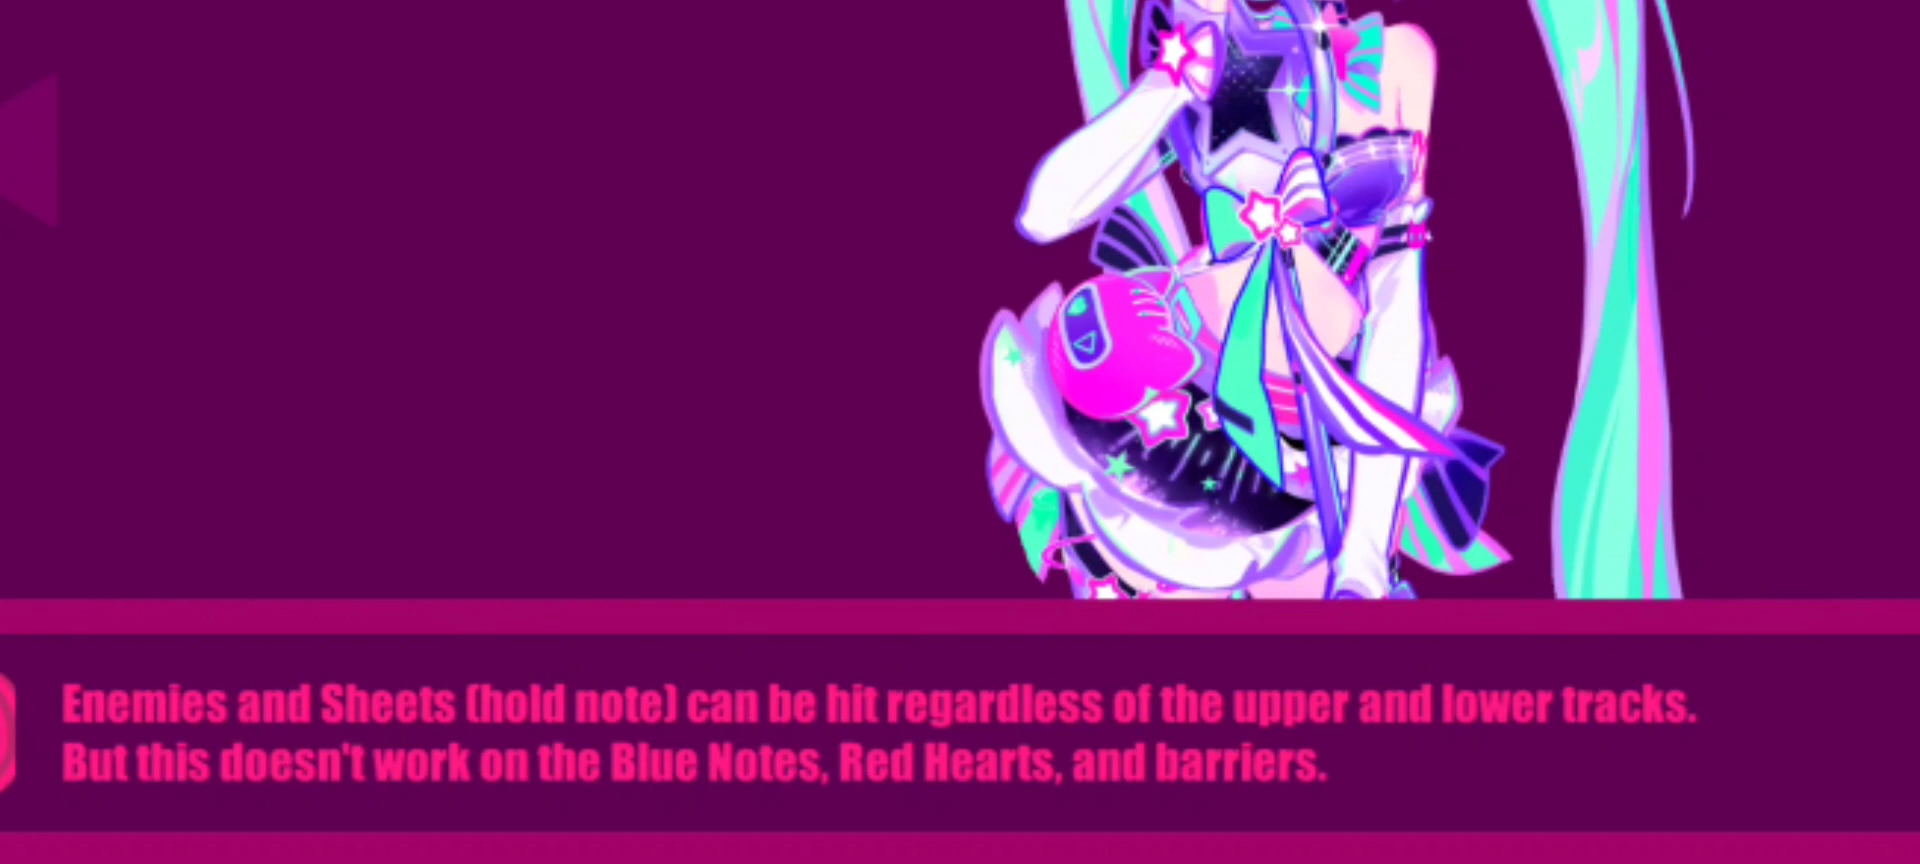 Enemies and Sheets (hold note) can be hit regardless of the upper and lower tracks.
But this doesn't work on the Blue Notes, Red Hearts, and barriers.